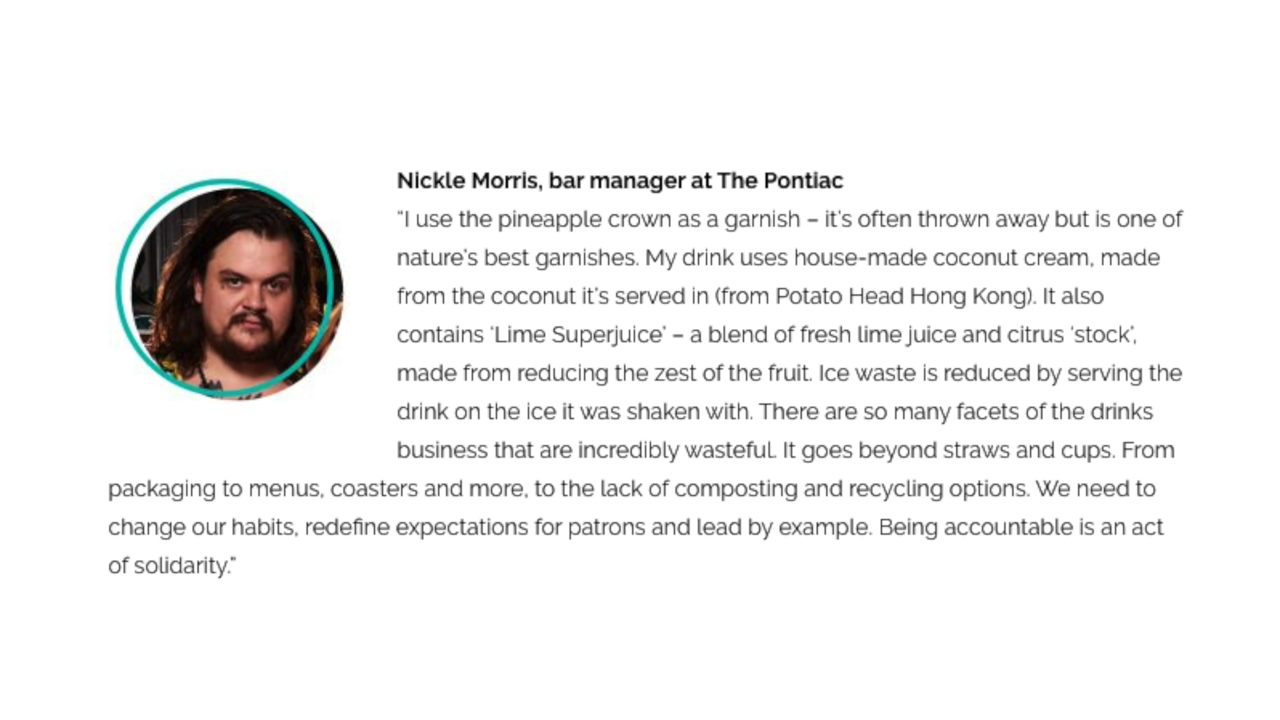 Nickle Morris, bar manager at The Pontiac
“I use the pineapple crown as a garnish – it's often thrown away but is one of
nature's best garnishes. My drink uses house-made coconut cream, made
from the coconut it's served in (from Potato Head Hong Kong). It also
contains ‘Lime Superjuice’ – a blend of fresh lime juice and citrus ‘stock’,
made from reducing the zest of the fruit. Ice waste is reduced by serving the
drink on the ice it was shaken with. There are so many facets of the drinks
business that are incredibly wasteful. It goes beyond straws and cups. From
packaging to menus, coasters and more, to the lack of composting and recycling options. We need to
change our habits, redefine expectations for patrons and lead by example. Being accountable is an act
of solidarity.”